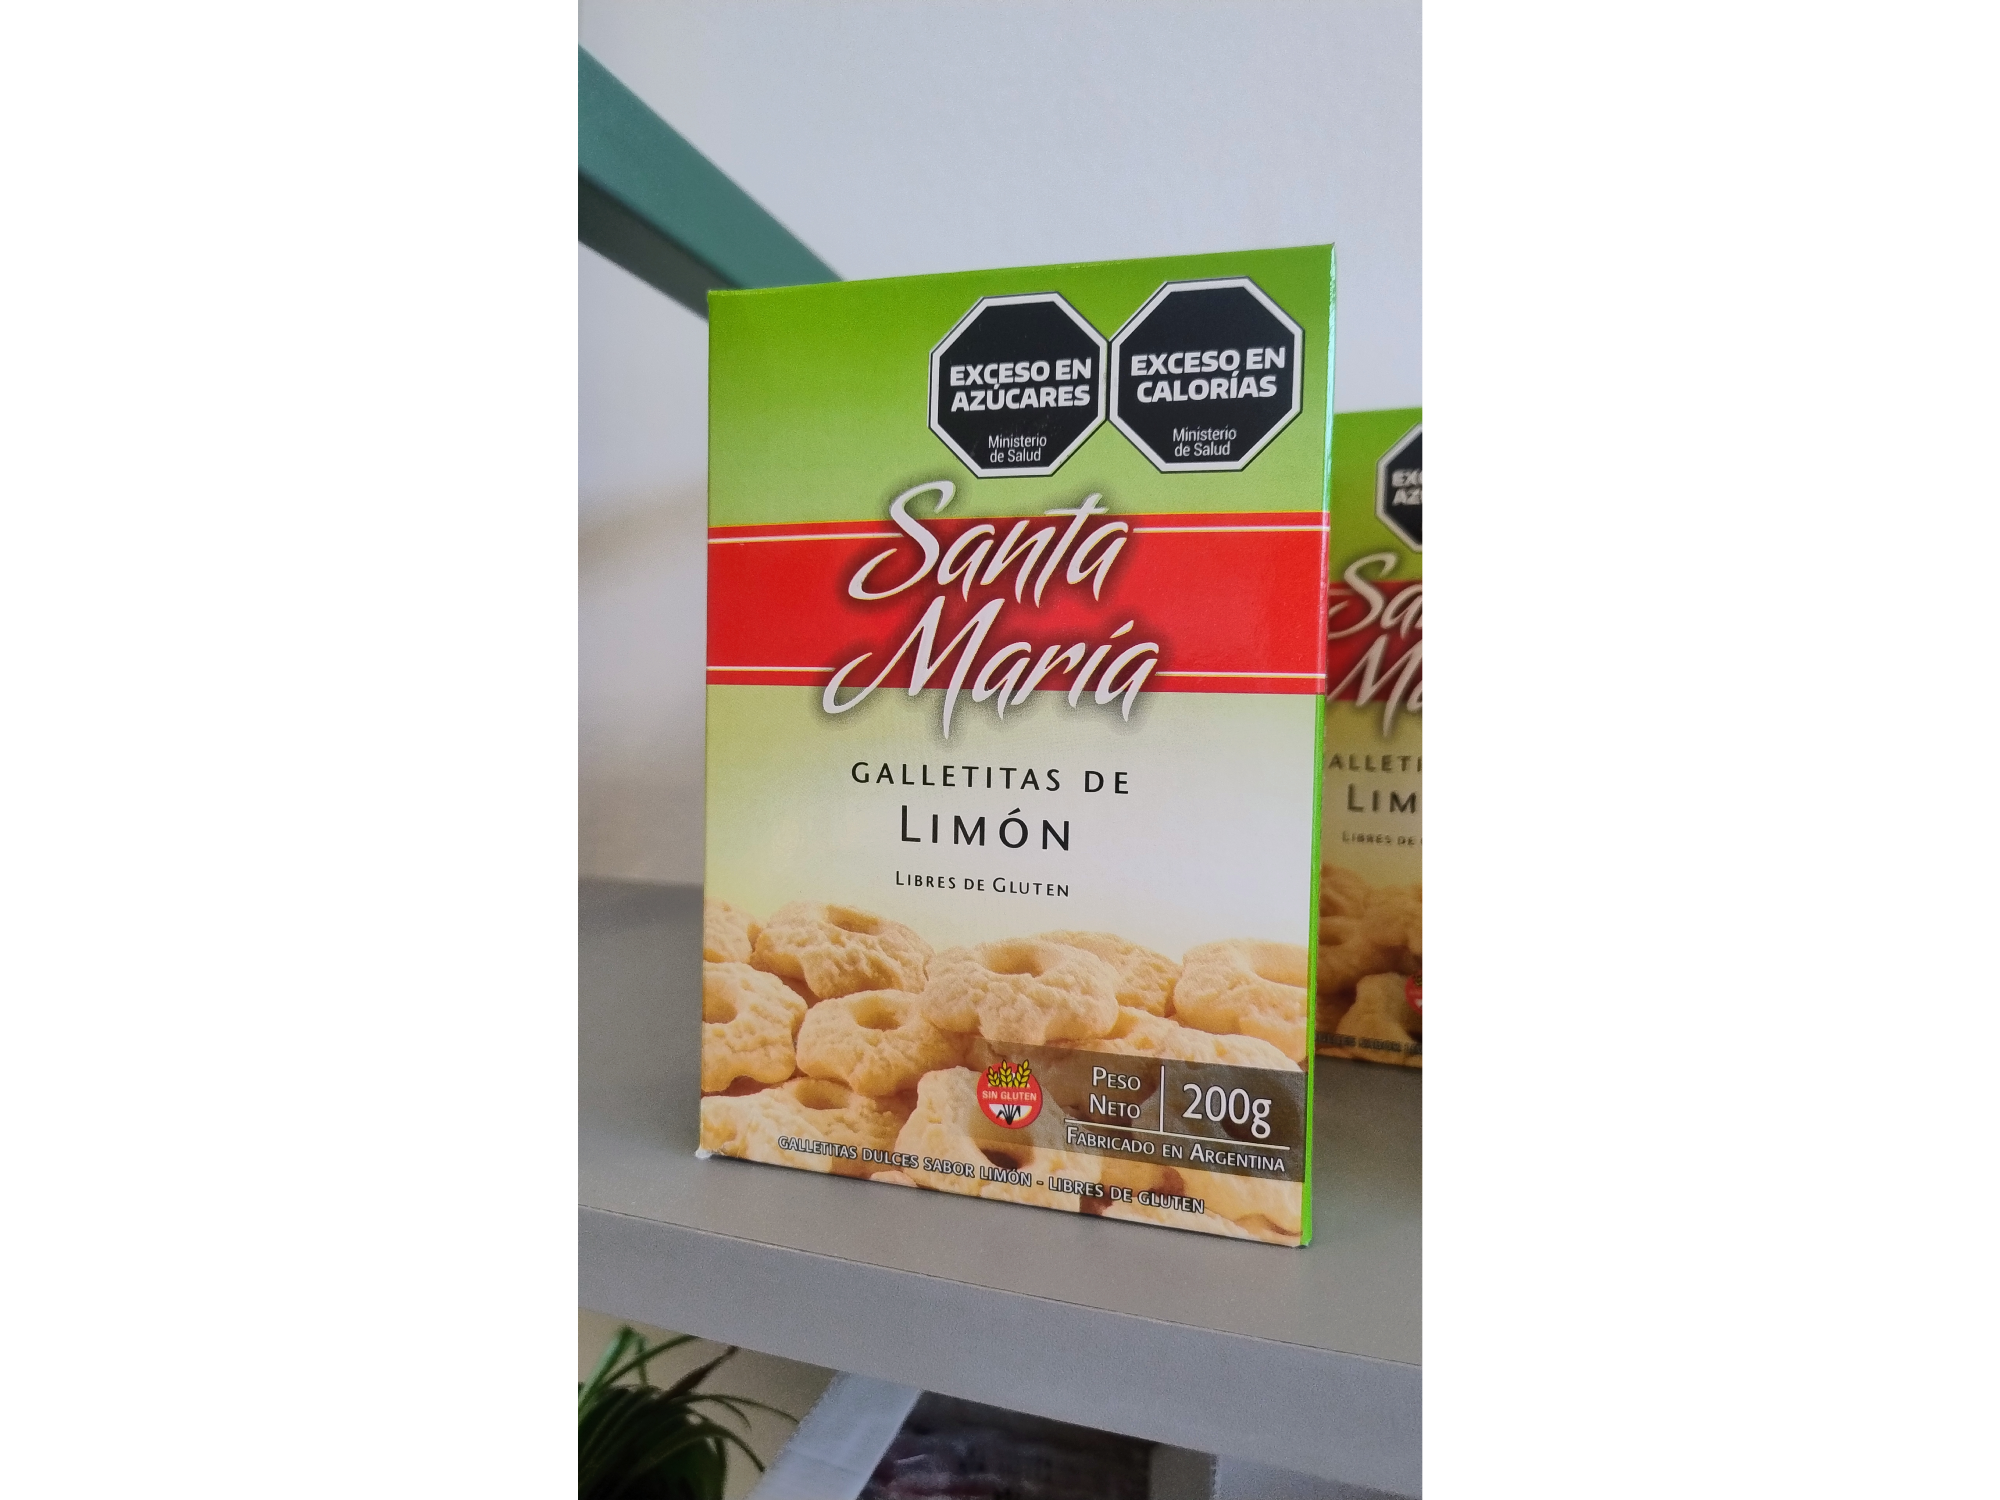 EXCESO EN
AZÚCARES
Ministerio
de Salud
EXCESO EN
CALORÍAS
Ministerio
de Salud
Santa
María
GALLETITAS DE
LIMÓN
LIBRES DE GLUTEN
SIN GLUTEN
PESO
NETO
200g
FABRICADO EN ARGENTINA
GALLETITAS DULCES SABOR LIMÓN - LIBRES DE GLUTEN